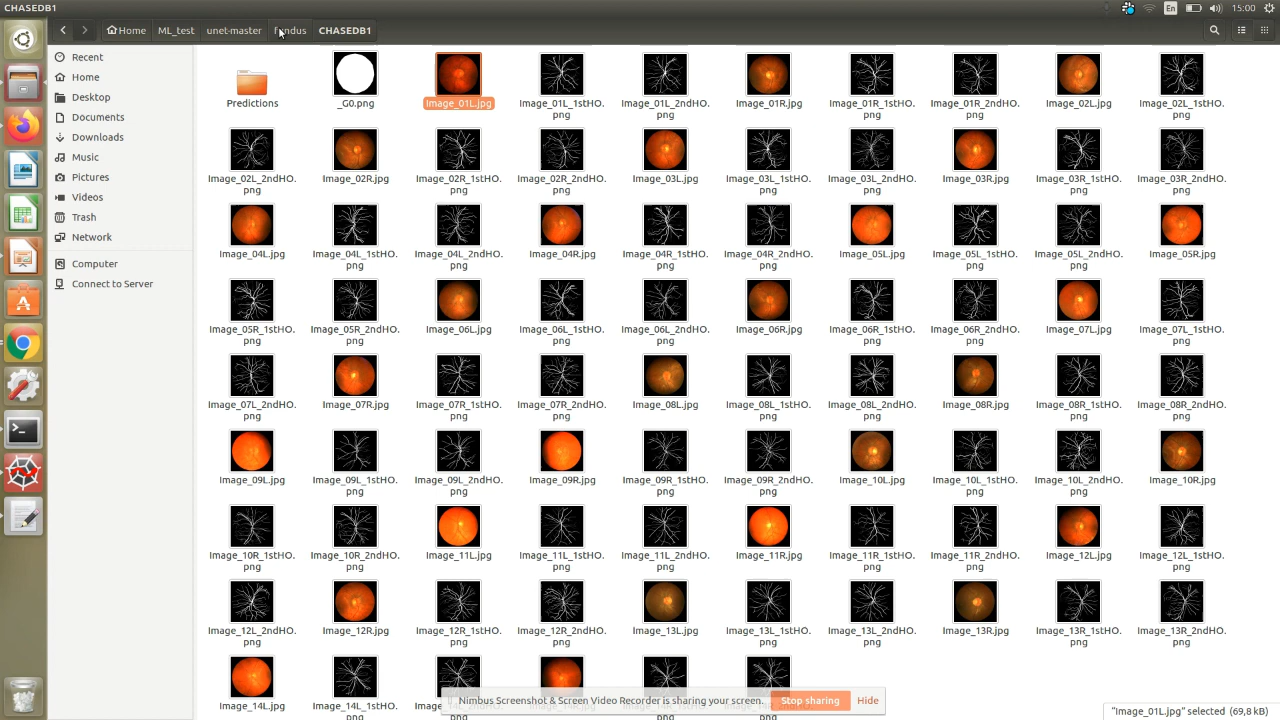 CHASEDB1
En
15:00
Home
ML_test
unet-master
CHASEDB1
Recent
Home
Desktop
Documents
Downloads
Music
Pictures
Videos
Trash
Network
Computer
Connect to Server
Predictions
_G0.png
Image_01L.jpg
Image_01L_1stHO.
png
Image_01L_2ndHO.
png
Image_01R.jpg
Image_01R_1stHO.
png
Image_01R_2ndHO.
png
Image_02L.jpg
Image_02L_1stHO.
png
Image_02L_2ndHO.
png
Image_02R.jpg
Image_02R_1stHO.
png
Image_02R_2ndHO.
png
Image_03L.jpg
Image_03L_1stHO.
png
Image_03L_2ndHO.
png
Image_03R.jpg
Image_03R_1stHO.
png
Image_03R_2ndHO.
png
Image_04L.jpg
Image_04L_1stHO.
png
Image_04L_2ndHO.
png
Image_04R.jpg
Image_04R_1stHO.
png
Image_04R_2ndHO.
png
Image_05L.jpg
Image_05L_1stHO.
png
Image_05L_2ndHO.
png
Image_05R.jpg
Image_05R_1stHO.
png
Image_05R_2ndHO.
png
Image_06L.jpg
Image_06L_1stHO.
png
Image_06L_2ndHO.
png
Image_06R.jpg
Image_06R_1stHO.
png
Image_06R_2ndHO.
png
Image_07L.jpg
Image_07L_1stHO.
png
Image_07L_2ndHO.
png
Image_07R.jpg
Image_07R_1stHO.
png
Image_07R_2ndHO.
png
Image_08L.jpg
Image_08L_1stHO.
png
Image_08L_2ndHO.
png
Image_08R.jpg
Image_08R_1stHO.
png
Image_08R_2ndHO.
png
Image_09L.jpg
Image_09L_1stHO.
png
Image_09L_2ndHO.
png
Image_09R.jpg
Image_09R_1stHO.
png
Image_09R_2ndHO.
png
Image_10L.jpg
Image_10L_1stHO.
png
Image_10L_2ndHO.
png
Image_10R.jpg
Image_10R_1stHO.
png
Image_10R_2ndHO.
png
Image_11L.jpg
Image_11L_1stHO.
png
Image_11L_2ndHO.
png
Image_11R.jpg
Image_11R_1stHO.
png
Image_11R_2ndHO.
png
Image_12L.jpg
Image_12L_1stHO.
png
Image_12L_2ndHO.
png
Image_12R.jpg
Image_12R_1stHO.
png
Image_12R_2ndHO.
png
Image_13L.jpg
Image_13L_1stHO.
png
Image_13L_2ndHO.
png
Image_13R.jpg
Image_13R_1stHO.
png
Image_13R_2ndHO.
png
Image_14L.jpg
Image_14L_1stHO.
png
Nimbus Screenshot & Screen Video Recorder is sharing your screen.
Stop sharing
Hide
"Image_01L.jpg" selected (69,8 kB)